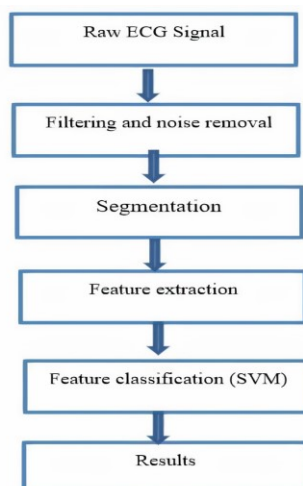 Raw ECG Signal
Filtering and noise removal
Segmentation
Feature extraction
Feature classification (SVM)
Results